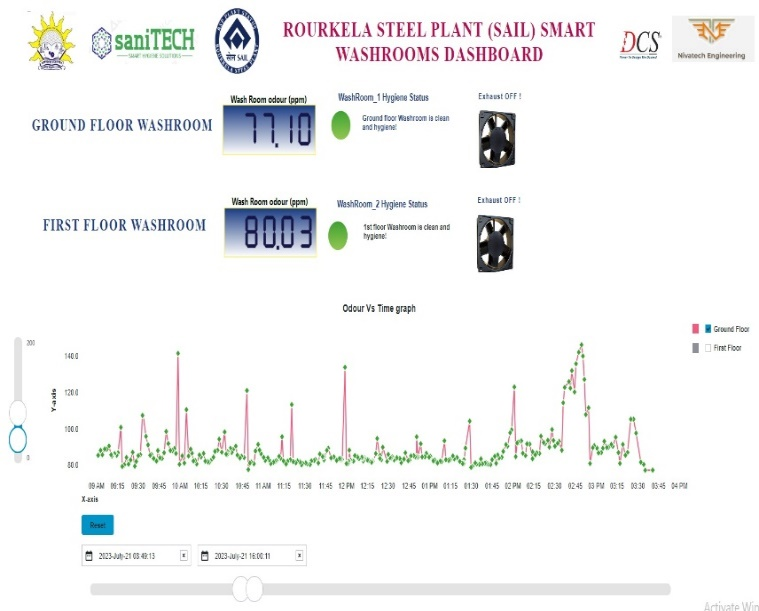 saniTECH
SMART HYGIENE SOLUTIONS
सेल SAIL
ROURKELA STEEL PLANT (SAIL) SMART
WASHROOMS DASHBOARD
DCS
Nivatech Engineering
GROUND FLOOR WASHROOM
Wash Room odour (ppm)
77.10
WashRoom_1 Hygiene Status
Ground floor Washroom is clean
and hygiene!
Exhaust OFF !
FIRST FLOOR WASHROOM
Wash Room odour (ppm)
80.03
WashRoom_2 Hygiene Status
1st floor Washroom is clean and
hygiene!
Exhaust OFF !
Odour Vs Time graph
Ground Floor
First Floor
200
0
Y-axis
140.0
120.0
100.0
80.0
09 AM 09:15 09:30 09:45 10 AM 10:15 10:30 10:45 11 AM 11:15 11:30 11:45 12 PM 12:15 12:30 12:45 01 PM 01:15 01:30 01:45 02 PM 02:15 02:30 02:45 03 PM 03:15 03:30 03:45 04 PM
X-axis
Reset
2023-July-21 08:49:13 x 2023-July-21 16:00:11 x
Activate Win